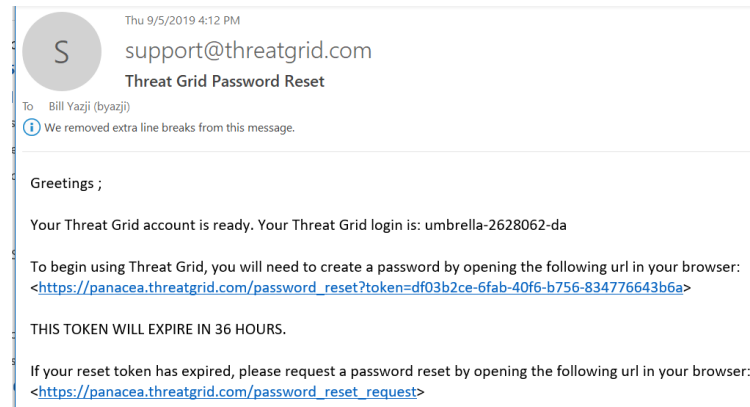 Thu 9/5/2019 4:12 PM
S
support@threatgrid.com
Threat Grid Password Reset
To Bill Yazji (byazji)
We removed extra line breaks from this message.
Greetings ;
Your Threat Grid account is ready. Your Threat Grid login is: umbrella-2628062-da
To begin using Threat Grid, you will need to create a password by opening the following url in your browser:
<https://panacea.threatgrid.com/password_reset?token=df03b2ce-6fab-40f6-b756-834776643b6a>
THIS TOKEN WILL EXPIRE IN 36 HOURS.
If your reset token has expired, please request a password reset by opening the following url in your browser:
<https://panacea.threatgrid.com/password_reset_request>